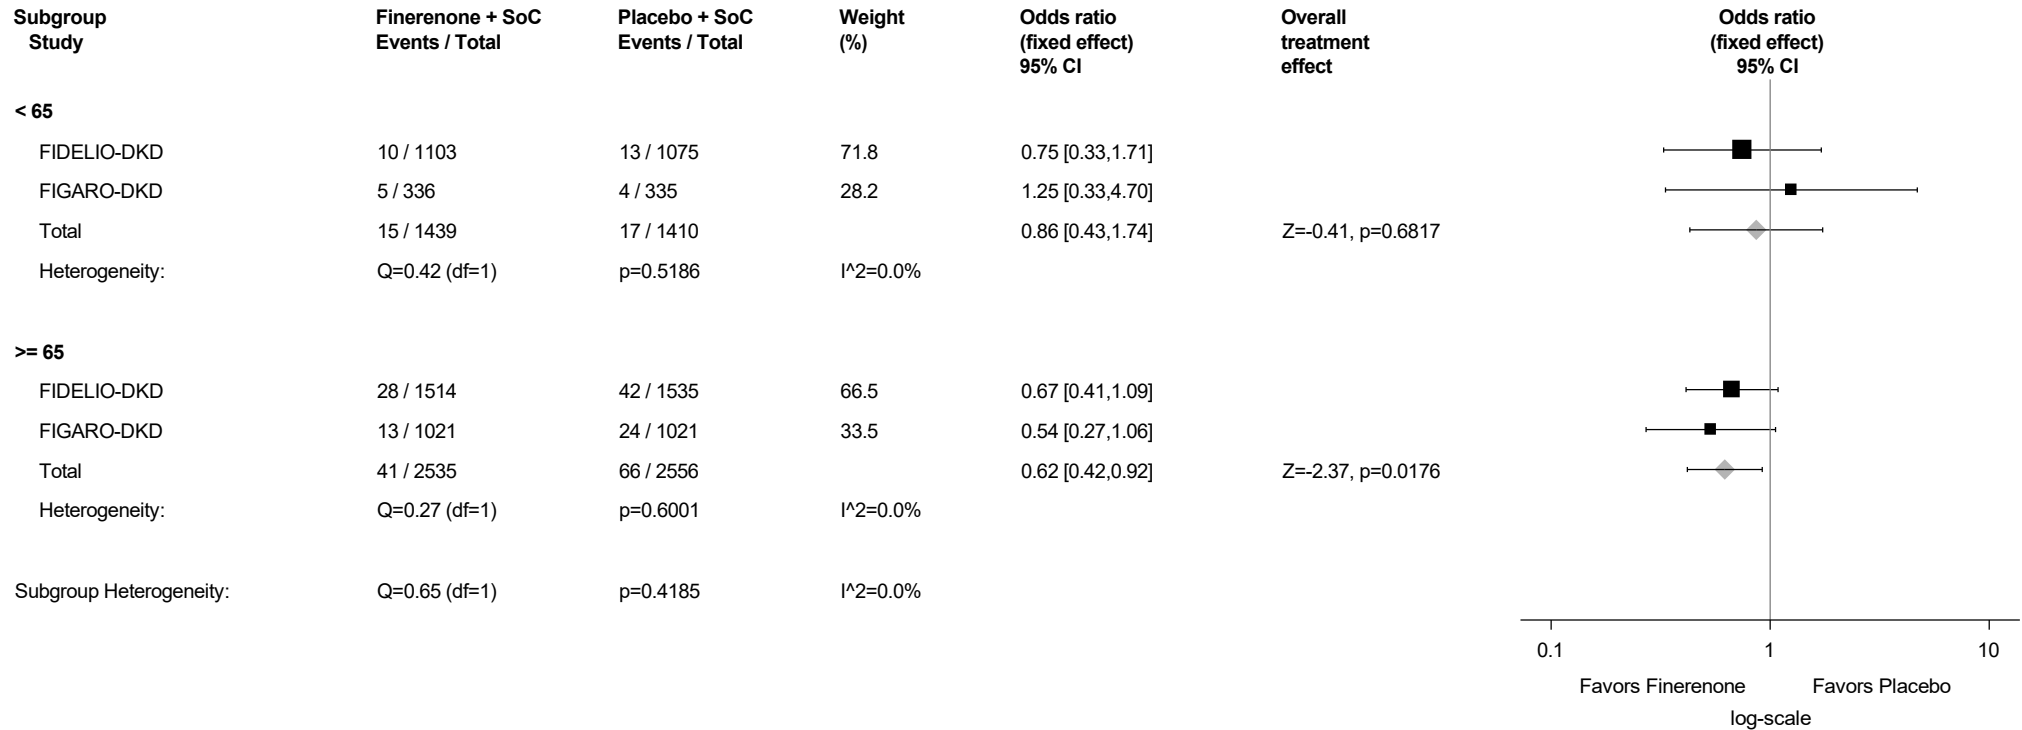 Subgroup Finerenone + SoC Placebo + SoC Weight Odds ratio Overall Odds ratio
Study Events / Total Events / Total (%) (fixed effect) treatment (fixed effect)
95% CI effect 95% CI
< 65
FIDELIO-DKD 10 / 1103 13 / 1075 71.8 0.75 [0.33,1.71]
FIGARO-DKD 5 / 336 4 / 335 28.2 1.25 [0.33,4.70]
Total 15 / 1439 17 / 1410 0.86 [0.43,1.74] Z=-0.41, p=0.6817
Heterogeneity: Q=0.42 (df=1) p=0.5186 I^2=0.0%
>= 65
FIDELIO-DKD 28 / 1514 42 / 1535 66.5 0.67 [0.41,1.09]
FIGARO-DKD 13 / 1021 24 / 1021 33.5 0.54 [0.27,1.06]
Total 41 / 2535 66 / 2556 0.62 [0.42,0.92] Z=-2.37, p=0.0176
Heterogeneity: Q=0.27 (df=1) p=0.6001 I^2=0.0%
Subgroup Heterogeneity: Q=0.65 (df=1) p=0.4185 I^2=0.0%
0.1 1 10
Favors Finerenone Favors Placebo
log-scale